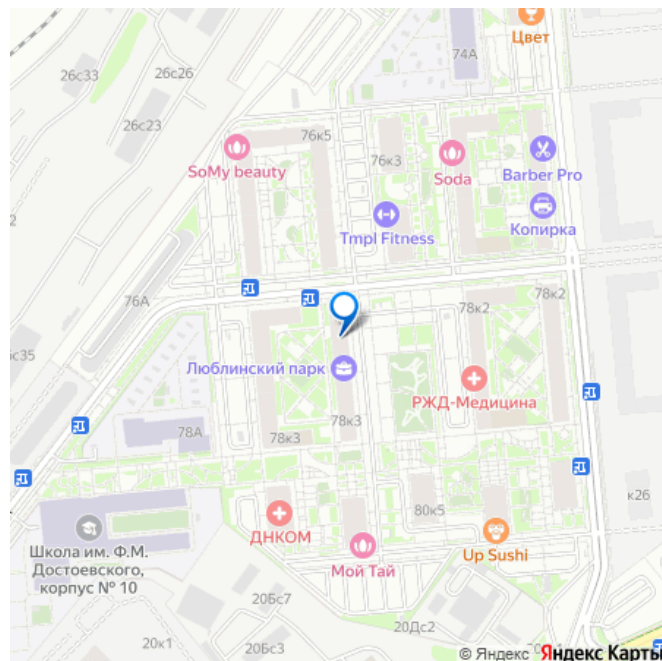 Цвет
74А
26с33
26с26
26с23
76к5
SoMy beauty
76к3
Soda
Barber Pro
Tmpl Fitness
Копирка
76А
78к2
78к2
с35
Люблинский парк
РЖД-Медицина
78А
78к3
78к3
80к5
к26
ДНКОМ
Up Sushi
Школа им. Ф.М.
Достоевского,
корпус № 10
Мой Тай
20Бс7
20Дс2
20к1
20Бс3
© Яндекс Яндекс Карты